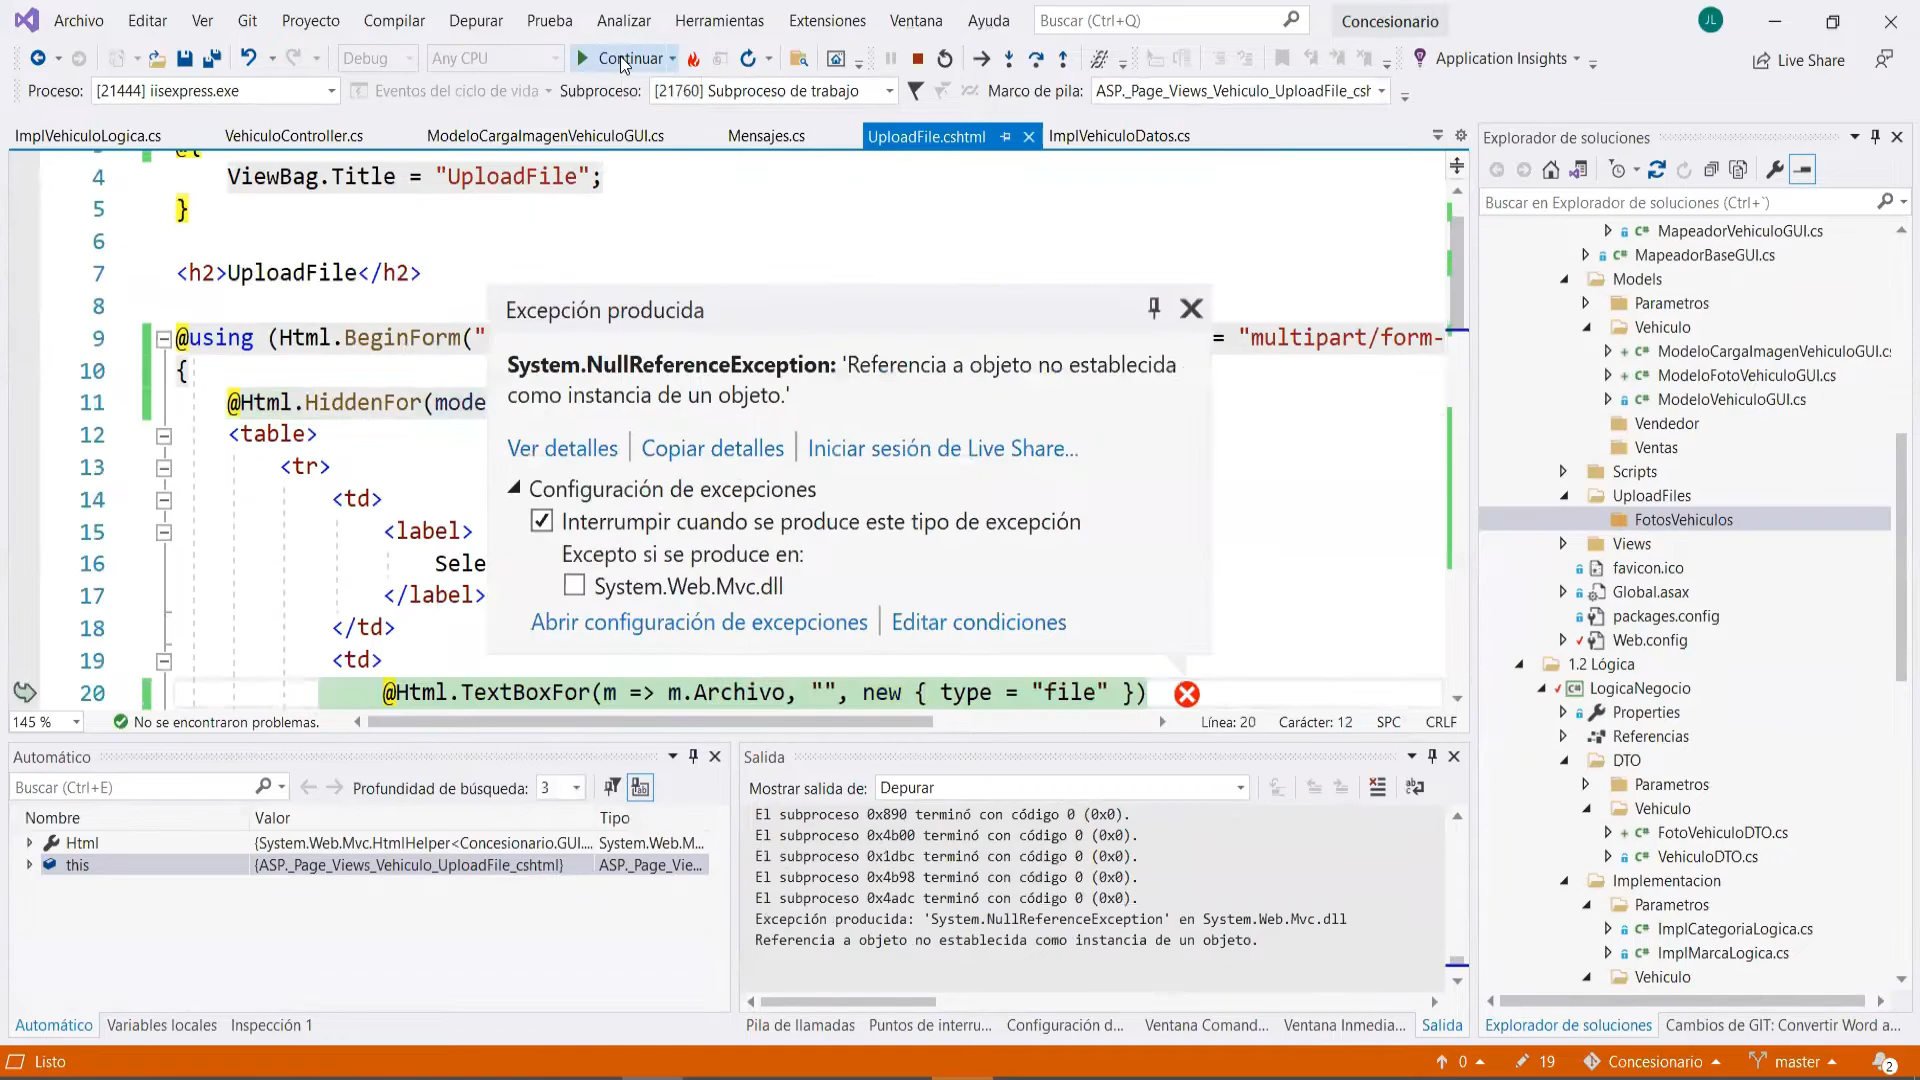 Archivo Editar Ver Git Proyecto Compilar Depurar Prueba Analizar Herramientas Extensiones Ventana Ayuda Buscar (Ctrl+Q) Concesionario JL
Debug Any CPU Continuar Application Insights Live Share
Proceso: [21444] iisexpress.exe Eventos del ciclo de vida Subproceso: [21760] Subproceso de trabajo Marco de pila: ASP._Page_Views_Vehiculo_UploadFile_csh
ImplVehiculoLogica.cs VehiculoController.cs ModeloCargaImagenVehiculoGUI.cs Mensajes.cs UploadFile.cshtml ImplVehiculoDatos.cs
4 ViewBag.Title = "UploadFile";
5 }
6
7 <h2>UploadFile</h2>
8
9 @using (Html.BeginForm(" = "multipart/form-
10 {
11 @Html.HiddenFor(mode
12 <table>
13 <tr>
14 <td>
15 <label>
16 Sele
17 </label>
18 </td>
19 <td>
20 @Html.TextBoxFor(m => m.Archivo, "", new { type = "file" })
Excepción producida
System.NullReferenceException: 'Referencia a objeto no establecida
como instancia de un objeto.'
Ver detalles Copiar detalles Iniciar sesión de Live Share...
Configuración de excepciones
Interrumpir cuando se produce este tipo de excepción
Excepto si se produce en:
System.Web.Mvc.dll
Abrir configuración de excepciones Editar condiciones
145 % No se encontraron problemas. Línea: 20 Carácter: 12 SPC CRLF
Automático
Buscar (Ctrl+E) Profundidad de búsqueda: 3
Nombre Valor Tipo
Html {System.Web.Mvc.HtmlHelper<Concesionario.GUI.... System.Web.M...
this {ASP._Page_Views_Vehiculo_UploadFile_cshtml} ASP._Page_Vie...
Automático Variables locales Inspección 1
Salida
Mostrar salida de: Depurar
El subproceso 0x890 terminó con código 0 (0x0).
El subproceso 0x4b00 terminó con código 0 (0x0).
El subproceso 0x1dbc terminó con código 0 (0x0).
El subproceso 0x4b98 terminó con código 0 (0x0).
El subproceso 0x4adc terminó con código 0 (0x0).
Excepción producida: 'System.NullReferenceException' en System.Web.Mvc.dll
Referencia a objeto no establecida como instancia de un objeto.
Pila de llamadas Puntos de interru... Configuración d... Ventana Comand... Ventana Inmedia... Salida
Explorador de soluciones
Buscar en Explorador de soluciones (Ctrl+`)
MapeadorVehiculoGUI.cs
MapeadorBaseGUI.cs
Models
Parametros
Vehiculo
ModeloCargaImagenVehiculoGUI.cs
ModeloFotoVehiculoGUI.cs
ModeloVehiculoGUI.cs
Vendedor
Ventas
Scripts
UploadFiles
FotosVehiculos
Views
favicon.ico
Global.asax
packages.config
Web.config
1.2 Lógica
LogicaNegocio
Properties
Referencias
DTO
Parametros
Vehiculo
FotoVehiculoDTO.cs
VehiculoDTO.cs
Implementacion
Parametros
ImplCategoriaLogica.cs
ImplMarcaLogica.cs
Vehiculo
Explorador de soluciones Cambios de GIT: Convertir Word a...
Listo 0 19 Concesionario master 2